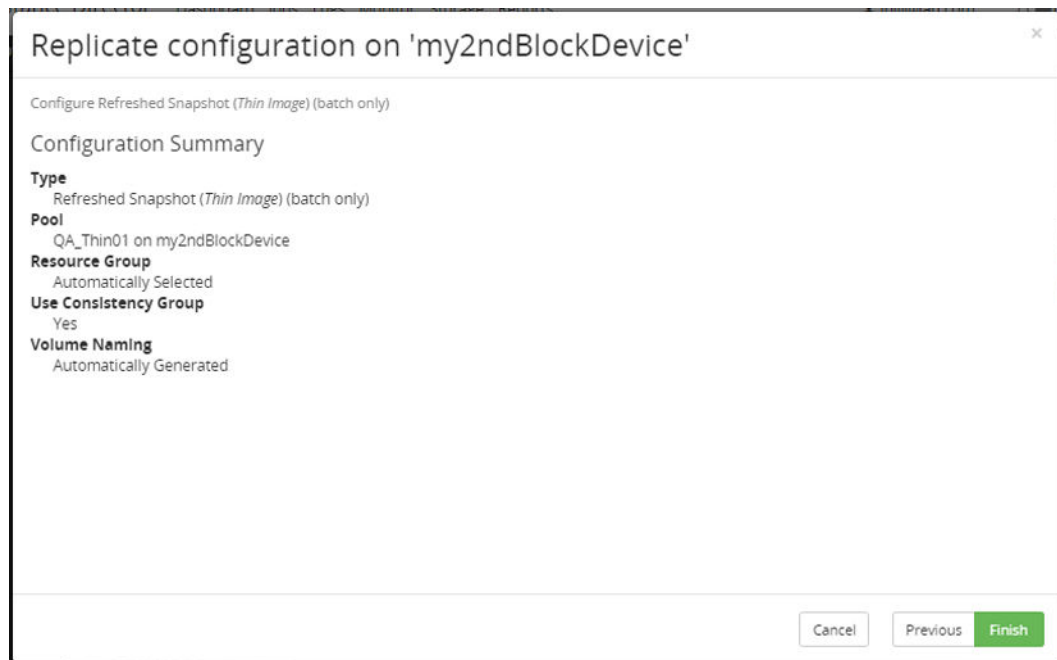 Replicate configuration on 'my2ndBlockDevice'
×
Configure Refreshed Snapshot (Thin Image) (batch only)
Configuration Summary
Type
Refreshed Snapshot (Thin Image) (batch only)
Pool
QA_Thin01 on my2ndBlockDevice
Resource Group
Automatically Selected
Use Consistency Group
Yes
Volume Naming
Automatically Generated
Cancel
Previous
Finish